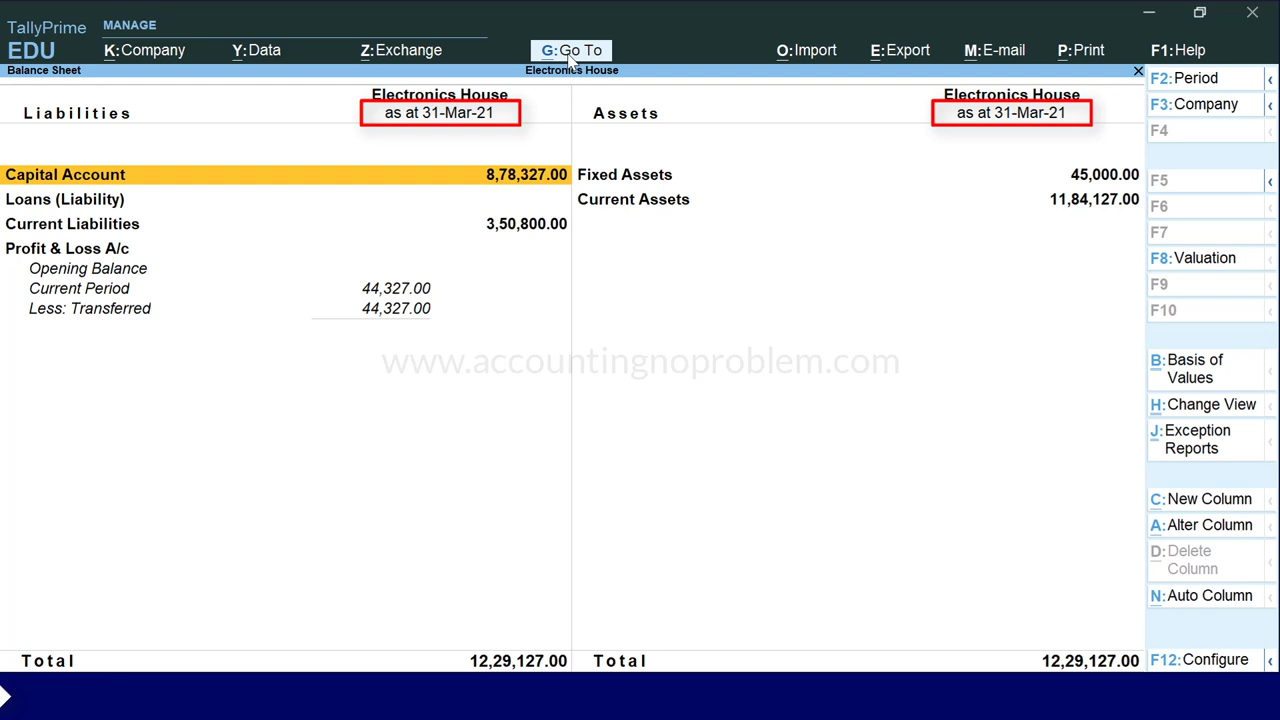 TallyPrime
EDU
MANAGE
K:Company
Y:Data
Z:Exchange
G:Go To
O:Import
E:Export
M:E-mail
P:Print
F1:Help
Balance Sheet
Electronics House
Liabilities
Electronics House
as at 31-Mar-21
Assets
Electronics House
as at 31-Mar-21
Capital Account 8,78,327.00
Loans (Liability)
Current Liabilities 3,50,800.00
Profit & Loss A/c
Opening Balance
Current Period 44,327.00
Less: Transferred 44,327.00
Fixed Assets 45,000.00
Current Assets 11,84,127.00
www.accountingnoproblem.com
Total 12,29,127.00
Total 12,29,127.00
F2:Period
F3:Company
F4
F5
F6
F7
F8:Valuation
F9
F10
B:Basis of
Values
H:Change View
J:Exception
Reports
C:New Column
A:Alter Column
D:Delete
Column
N:Auto Column
F12:Configure